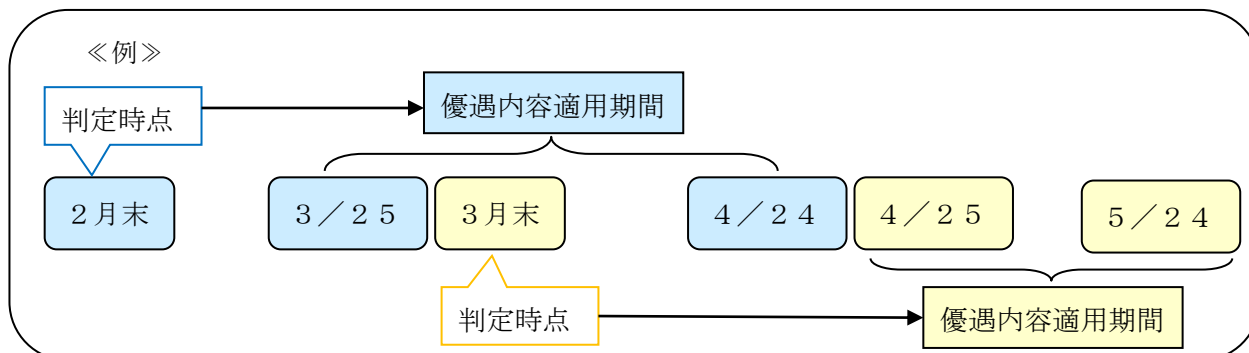 ≪例≫
判定時点
優遇内容適用期間
２月末
３／２５
３月末
４／２４
４／２５
５／２４
判定時点
優遇内容適用期間